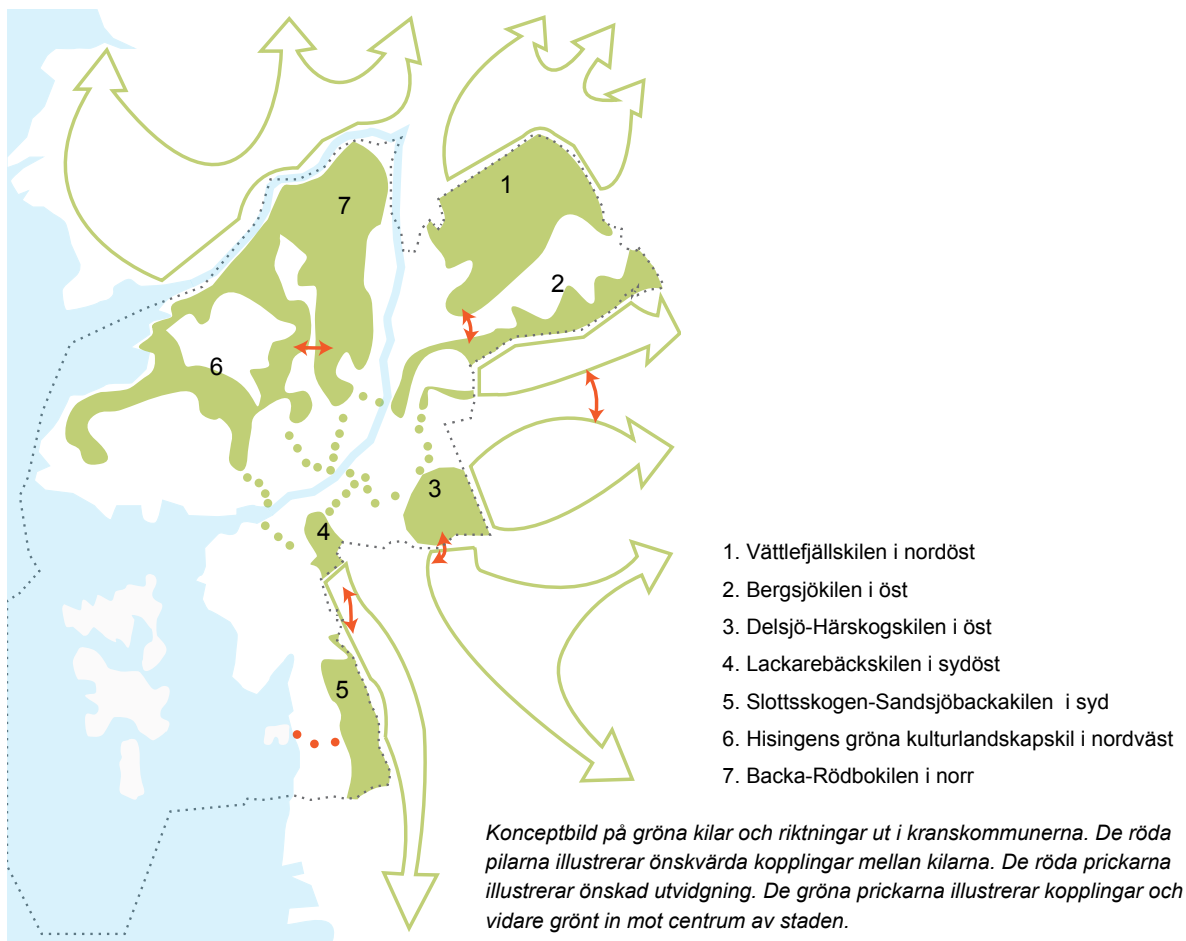 1
7
2
6
3
4
5
1. Vättlefjällskilen i nordöst
2. Bergsjökilen i öst
3. Delsjö-Härskogskilen i öst
4. Lackarebäckskilen i sydöst
5. Slottsskogen-Sandsjöbackakilen i syd
6. Hisingens gröna kulturlandskapskil i nordväst
7. Backa-Rödbokilen i norr
Konceptbild på gröna kilar och riktningar ut i kranskommunerna. De röda
pilarna illustrerar önskvärda kopplingar mellan kilarna. De röda prickarna
illustrerar önskad utvidgning. De gröna prickarna illustrerar kopplingar och
vidare grönt in mot centrum av staden.